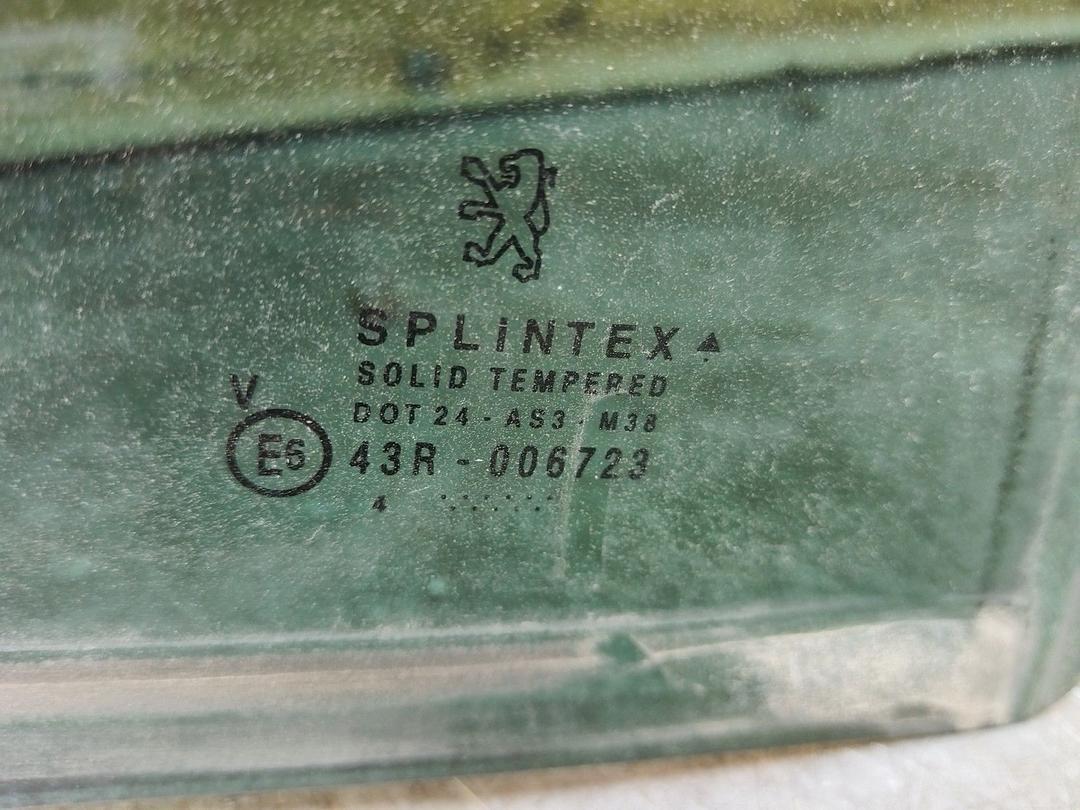 SPLiNTEX
SOLID TEMPERED
V
DOT 24 - AS3 - M38
E6 43R - 006723
4 ............